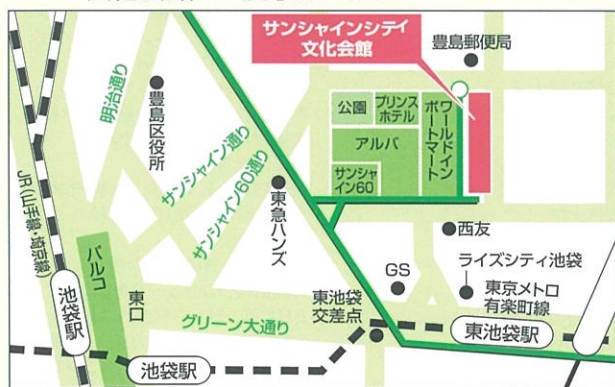 サンシャインシティ
文化会館
豊島郵便局
明治通り
豊島区役所
サンシャイン通り
サンシャイン60通り
公園
プリンス
ホテル
アルパ
サンシャ
イン60
ワールドイン
ポートマート
東急ハンズ
西友
JR(山手線・埼京線)
パルコ
池袋駅
東口
グリーン大通り
GS
ライズシティ池袋
東池袋
交差点
東京メトロ
有楽町線
東池袋駅
池袋駅